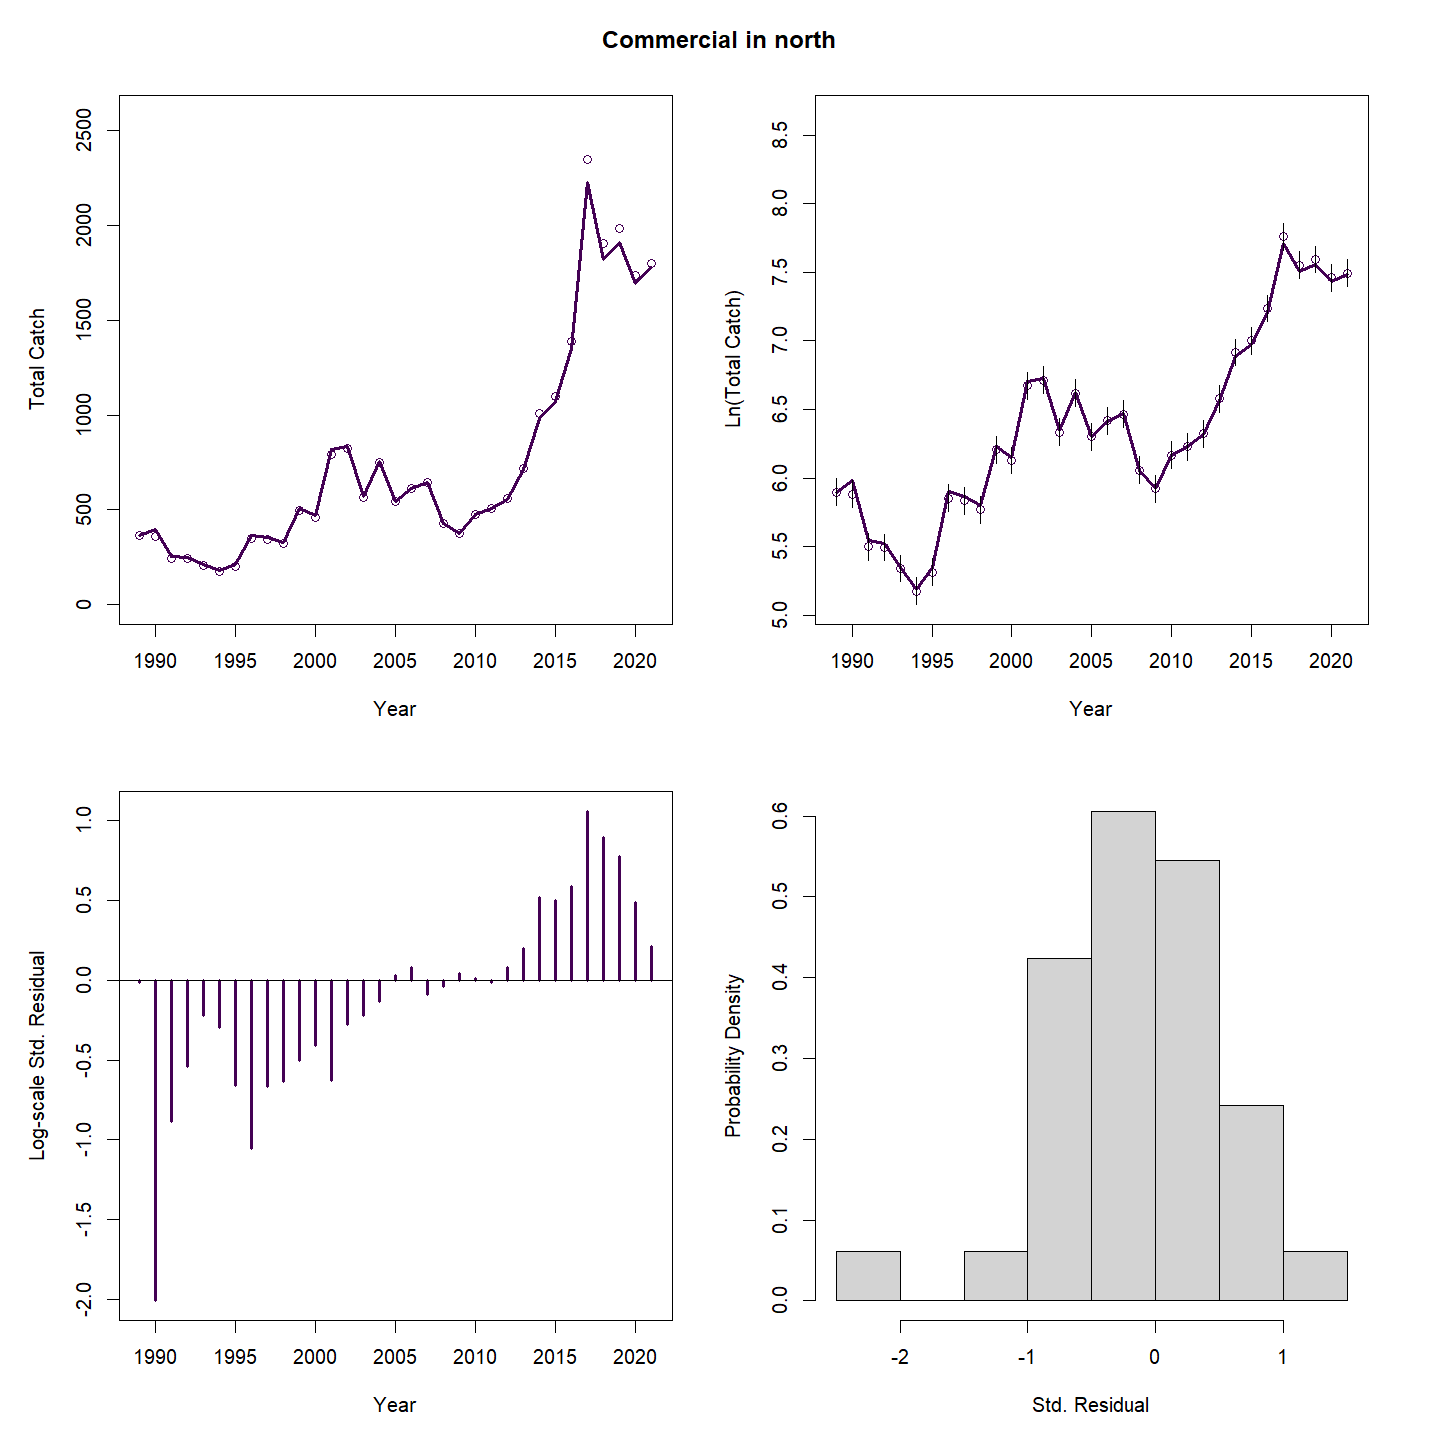 Commercial in north
Total Catch
2500
2000
1500
1000
500
0
1990 1995 2000 2005 2010 2015 2020
Year
Ln(Total Catch)
8.5
8.0
7.5
7.0
6.5
6.0
5.5
5.0
1990 1995 2000 2005 2010 2015 2020
Year
Log-scale Std. Residual
1.0
0.5
0.0
-0.5
-1.0
-1.5
-2.0
1990 1995 2000 2005 2010 2015 2020
Year
Probability Density
0.6
0.5
0.4
0.3
0.2
0.1
0.0
-2 -1 0 1
Std. Residual